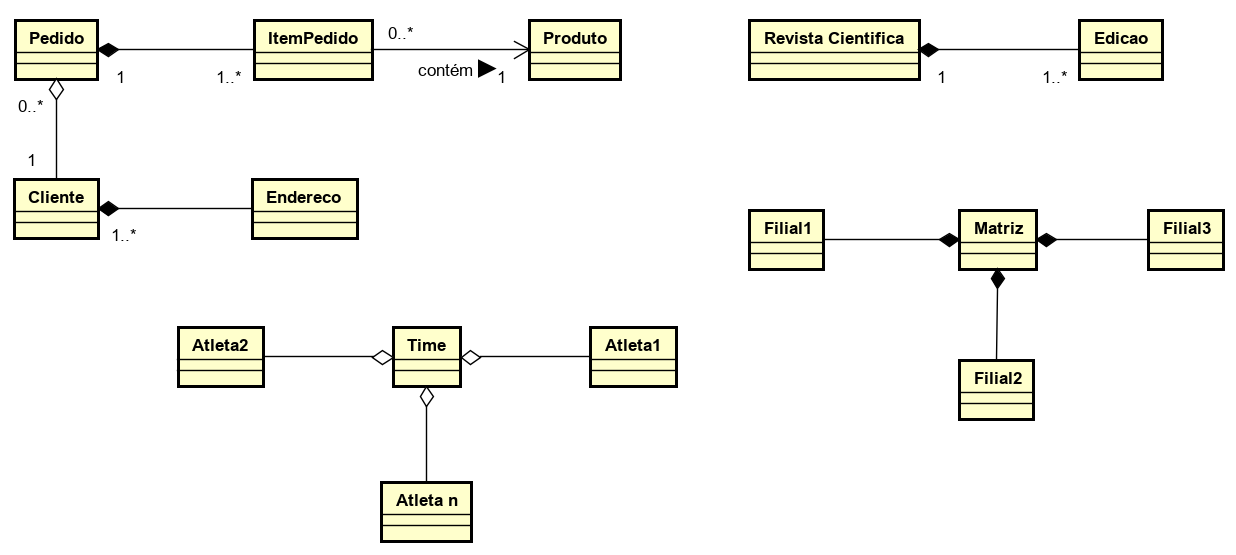 Pedido
ItemPedido
0..*
Produto
contém
1
1..*
1
0..*
1
Cliente
Endereco
1..*
Revista Cientifica
Edicao
1
1..*
Filial1
Matriz
Filial3
Filial2
Atleta2
Time
Atleta1
Atleta n